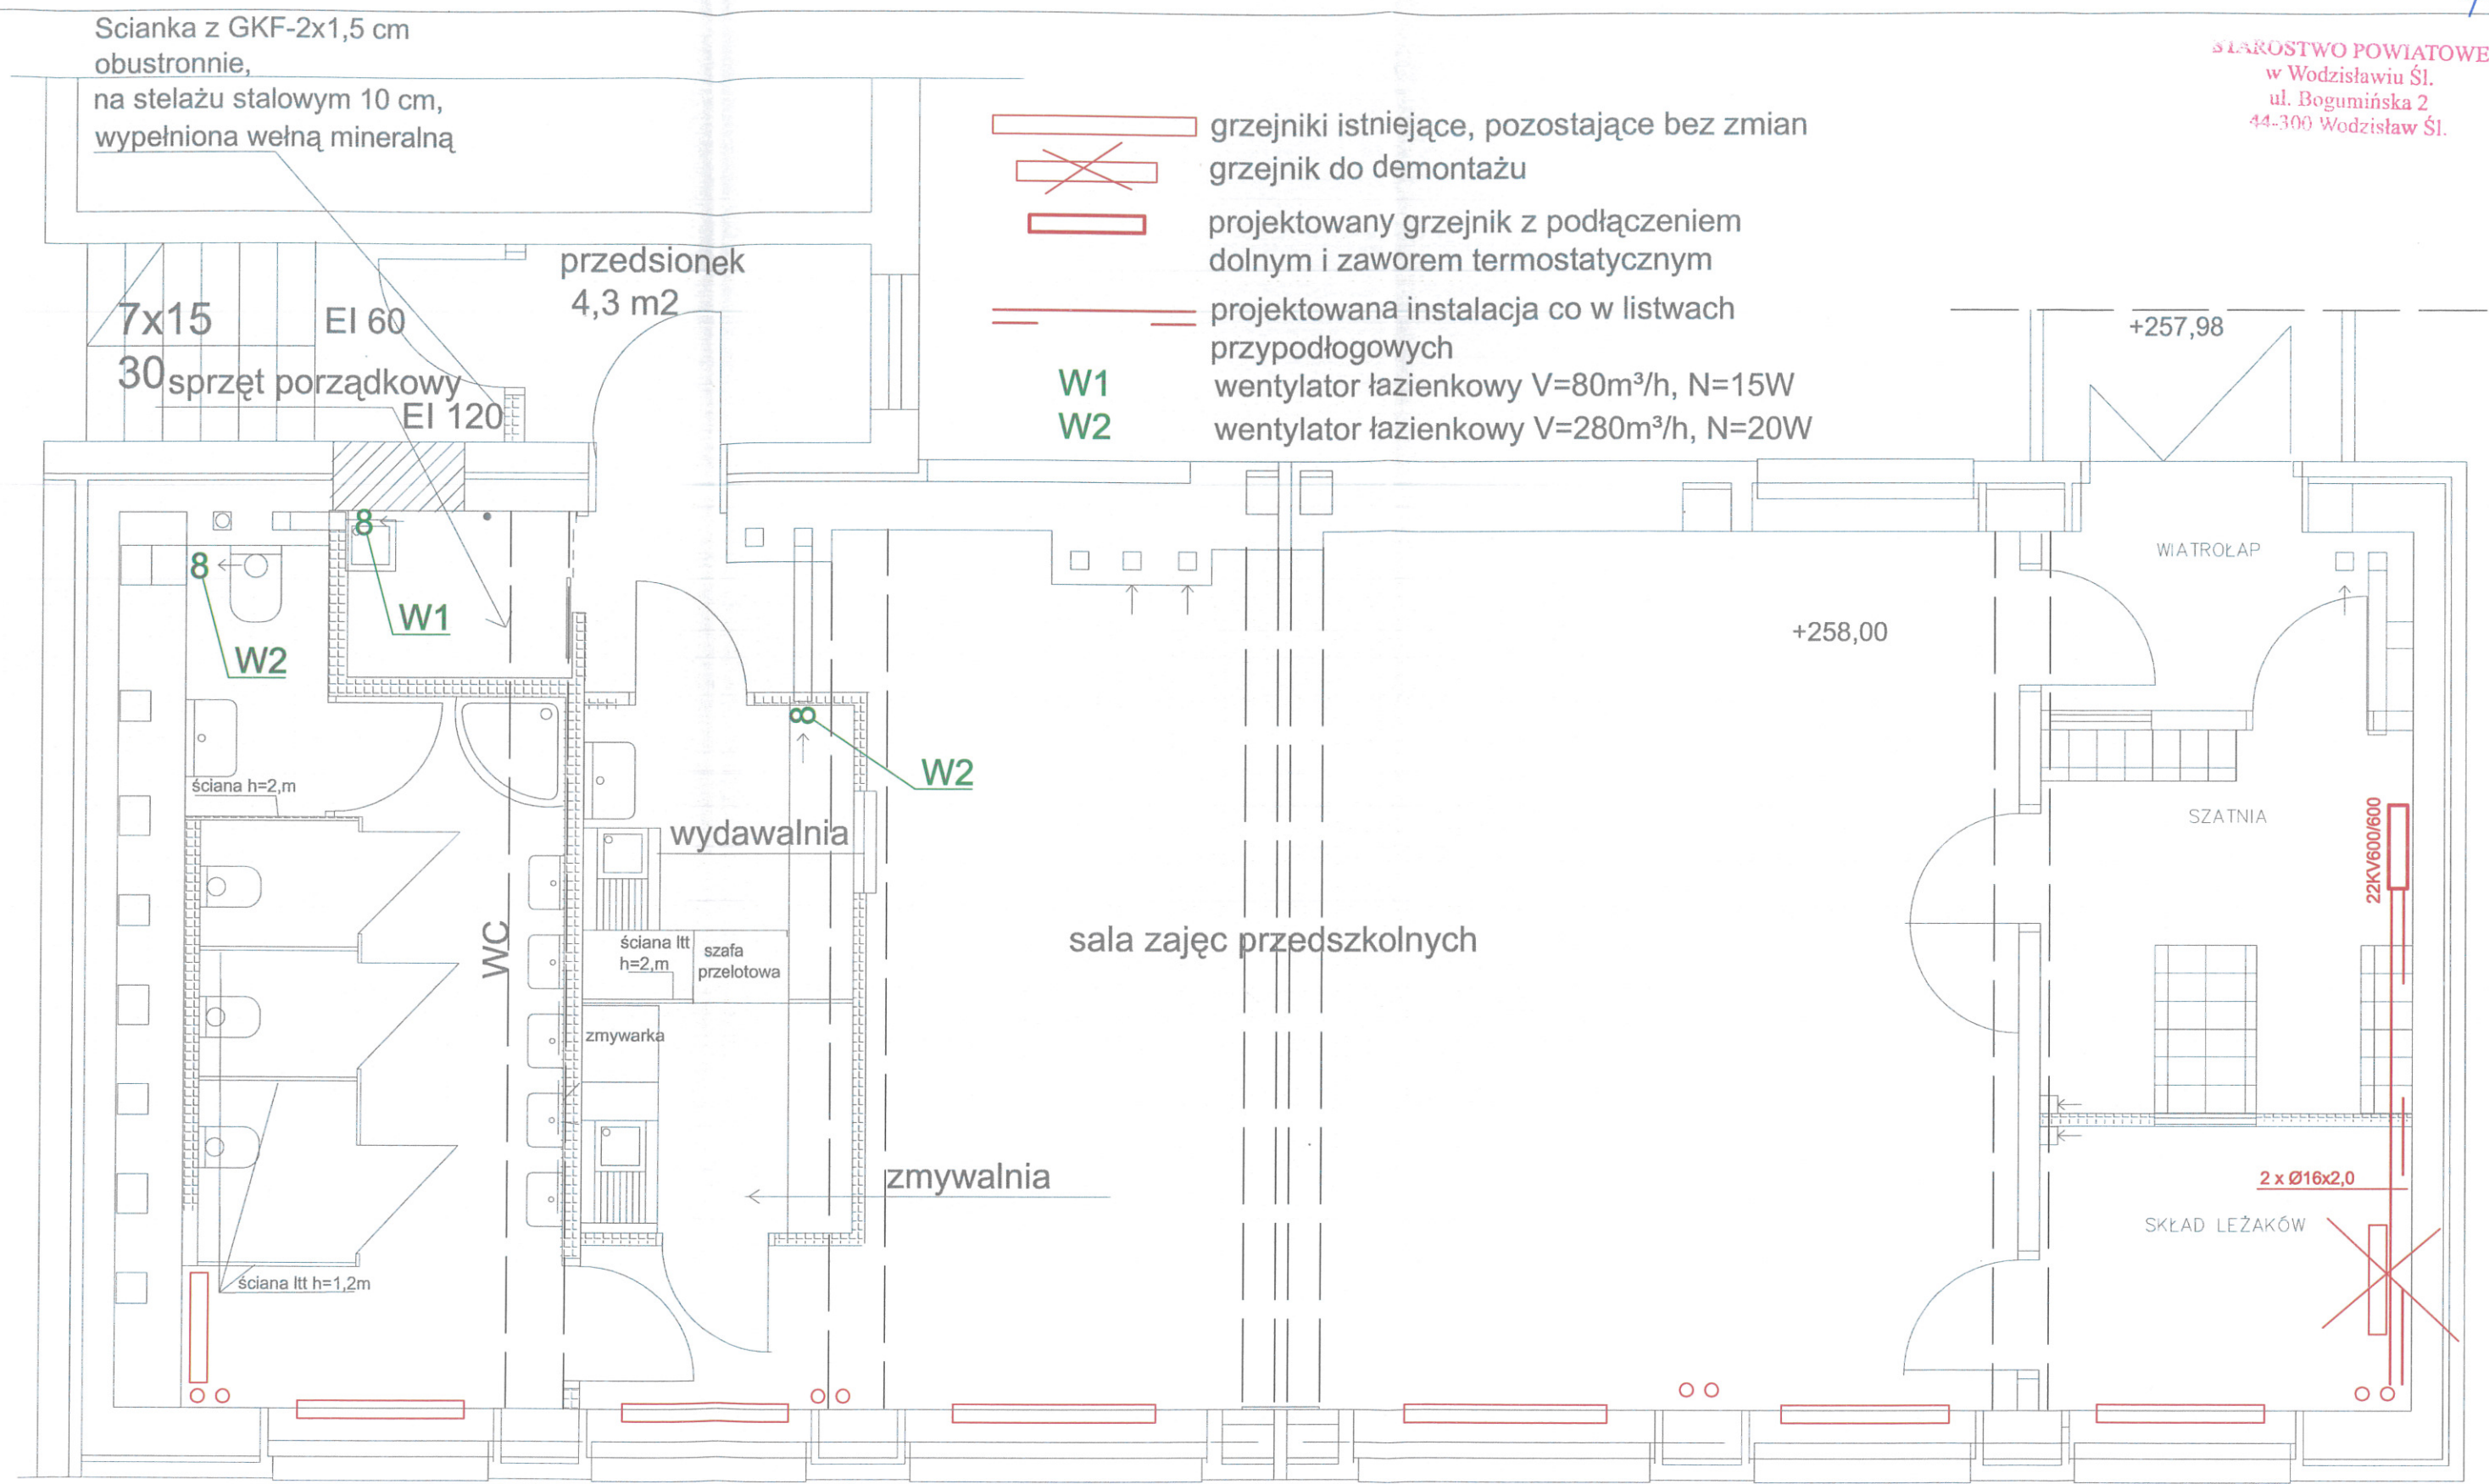 Scianka z GKF-2x1,5 cm
obustronnie,
na stelażu stalowym 10 cm,
wypełniona wełną mineralną
STAROSTWO POWIATOWE
w Wodzisławiu Śl.
ul. Bogumińska 2
44-300 Wodzisław Śl.
grzejniki istniejące, pozostające bez zmian
grzejnik do demontażu
projektowany grzejnik z podłączeniem
dolnym i zaworem termostatycznym
projektowana instalacja co w listwach
przypodłogowych
W1 wentylator łazienkowy V=80m³/h, N=15W
W2 wentylator łazienkowy V=280m³/h, N=20W
przedsionek
4,3 m2
7x15
30
EI 60
sprzęt porządkowy
EI 120
+257,98
8
8
W1
W2
WIATROŁAP
+258,00
8
W2
ściana h=2,m
wydawalnia
SZATNIA
22KV600/600
WC
ściana ltt
h=2,m
szafa
przelotowa
sala zajęc przedszkolnych
zmywarka
zmywalnia
2 x Ø16x2,0
SKŁAD LEŻAKÓW
ściana ltt h=1,2m